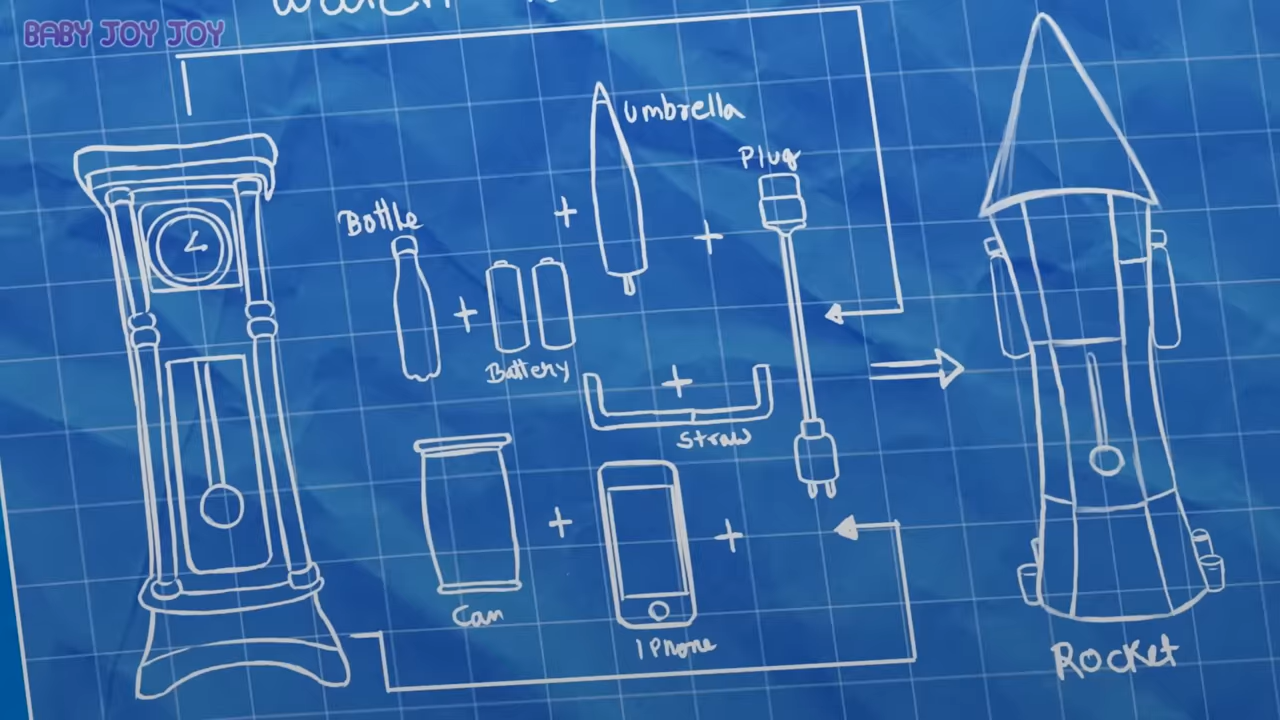 BABY JOY JOY
umbrella
Plug
Bottle
Battery
Straw
Can
iPhone
Rocket